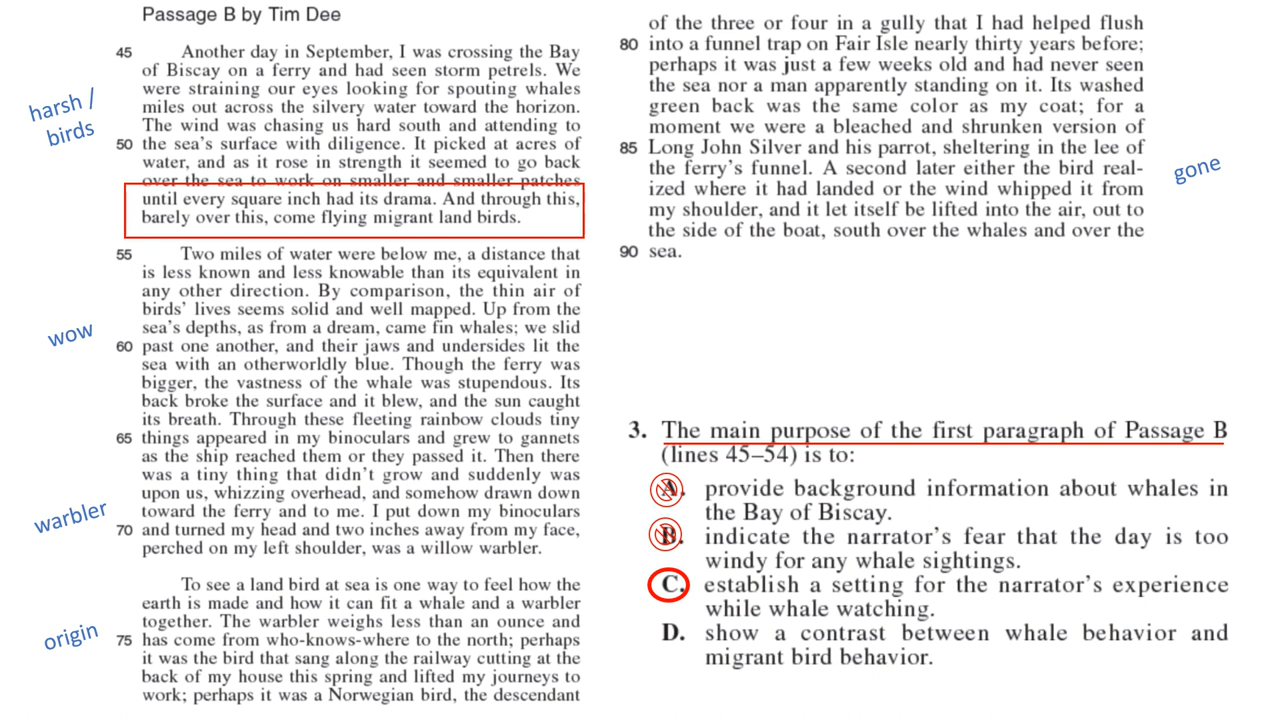 Passage B by Tim Dee
45 Another day in September, I was crossing the Bay
of Biscay on a ferry and had seen storm petrels. We
were straining our eyes looking for spouting whales
miles out across the silvery water toward the horizon.
The wind was chasing us hard south and attending to
50 the sea's surface with diligence. It picked at acres of
water, and as it rose in strength it seemed to go back
over the sea to work on smaller and smaller patches
until every square inch had its drama. And through this,
barely over this, come flying migrant land birds.
harsh /
birds
55 Two miles of water were below me, a distance that
is less known and less knowable than its equivalent in
any other direction. By comparison, the thin air of
birds' lives seems solid and well mapped. Up from the
sea's depths, as from a dream, came fin whales; we slid
60 past one another, and their jaws and undersides lit the
sea with an otherworldly blue. Though the ferry was
bigger, the vastness of the whale was stupendous. Its
back broke the surface and it blew, and the sun caught
its breath. Through these fleeting rainbow clouds tiny
65 things appeared in my binoculars and grew to gannets
as the ship reached them or they passed it. Then there
was a tiny thing that didn't grow and suddenly was
upon us, whizzing overhead, and somehow drawn down
toward the ferry and to me. I put down my binoculars
70 and turned my head and two inches away from my face,
perched on my left shoulder, was a willow warbler.
wow
warbler
To see a land bird at sea is one way to feel how the
earth is made and how it can fit a whale and a warbler
together. The warbler weighs less than an ounce and
75 has come from who-knows-where to the north; perhaps
it was the bird that sang along the railway cutting at the
back of my house this spring and lifted my journeys to
work; perhaps it was a Norwegian bird, the descendant
origin
of the three or four in a gully that I had helped flush
80 into a funnel trap on Fair Isle nearly thirty years before;
perhaps it was just a few weeks old and had never seen
the sea nor a man apparently standing on it. Its washed
green back was the same color as my coat; for a
moment we were a bleached and shrunken version of
85 Long John Silver and his parrot, sheltering in the lee of
the ferry's funnel. A second later either the bird real-
ized where it had landed or the wind whipped it from
my shoulder, and it let itself be lifted into the air, out to
the side of the boat, south over the whales and over the
90 sea.
gone
3. The main purpose of the first paragraph of Passage B
(lines 45–54) is to:
A. provide background information about whales in
the Bay of Biscay.
B. indicate the narrator's fear that the day is too
windy for any whale sightings.
C. establish a setting for the narrator's experience
while whale watching.
D. show a contrast between whale behavior and
migrant bird behavior.